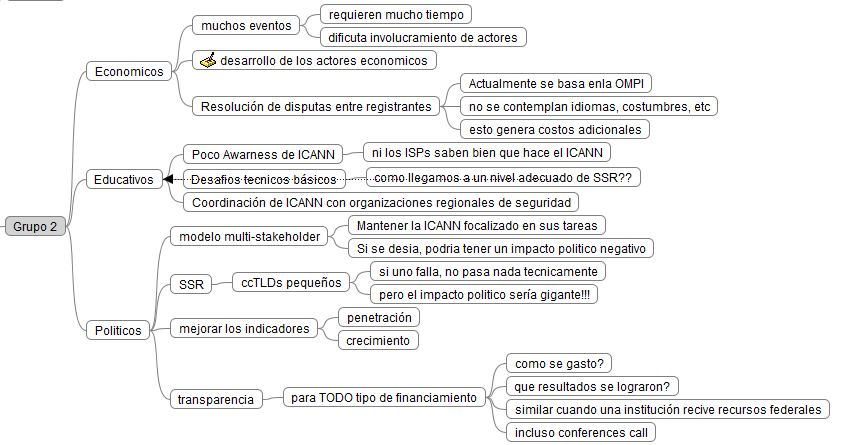 Grupo 2
Economicos
muchos eventos
requieren mucho tiempo
dificuta involucramiento de actores
desarrollo de los actores economicos
Resolución de disputas entre registrantes
Actualmente se basa enla OMPI
no se contemplan idiomas, costumbres, etc
esto genera costos adicionales
Educativos
Poco Awarness de ICANN
ni los ISPs saben bien que hace el ICANN
Desafios tecnicos básicos
como llegamos a un nivel adecuado de SSR??
Coordinación de ICANN con organizaciones regionales de seguridad
Politicos
modelo multi-stakeholder
Mantener la ICANN focalizado en sus tareas
Si se desia, podria tener un impacto politico negativo
SSR
ccTLDs pequeños
si uno falla, no pasa nada tecnicamente
pero el impacto politico sería gigante!!!
mejorar los indicadores
penetración
crecimiento
transparencia
para TODO tipo de financiamiento
como se gasto?
que resultados se lograron?
similar cuando una institución recive recursos federales
incluso conferences call